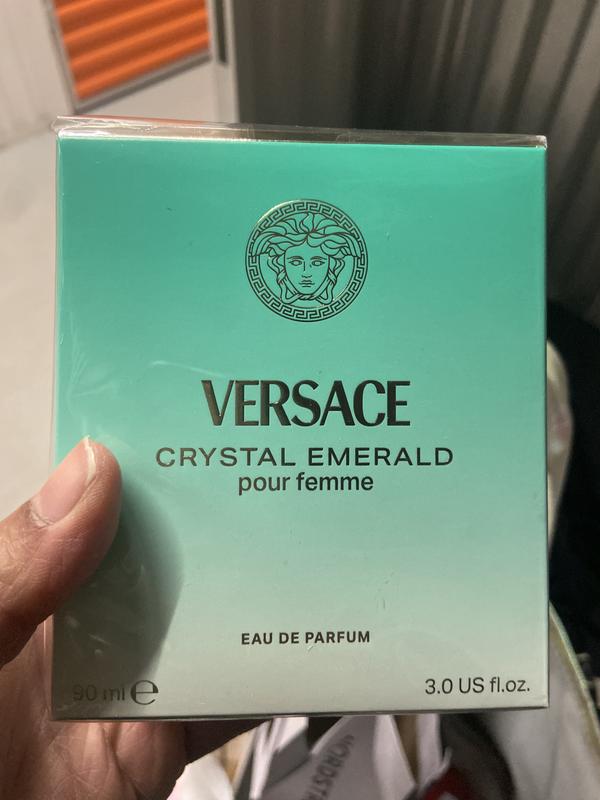 VERSACE
CRYSTAL EMERALD
pour femme
EAU DE PARFUM
90 ml ℮ 3.0 US fl.oz.